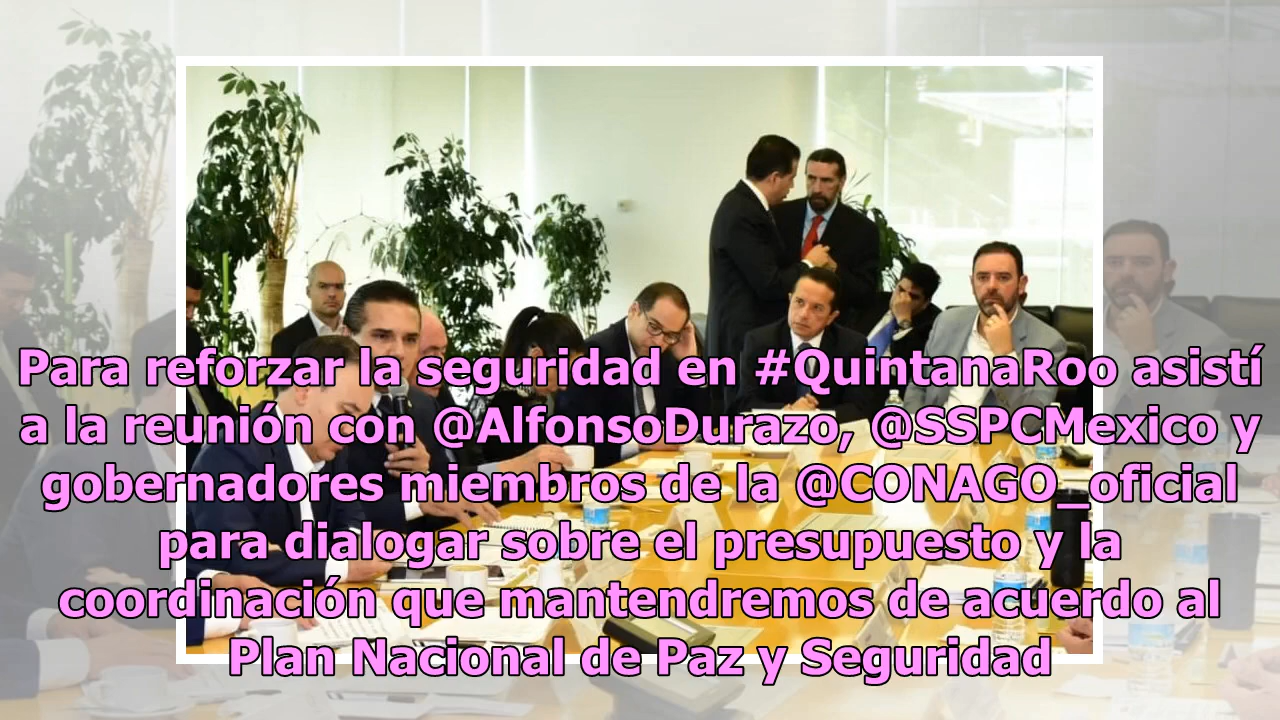 Para reforzar la seguridad en #QuintanaRoo asistí
a la reunión con @AlfonsoDurazo, @SSPCMexico y
gobernadores miembros de la @CONAGO_oficial
para dialogar sobre el presupuesto y la
coordinación que mantendremos de acuerdo al
Plan Nacional de Paz y Seguridad